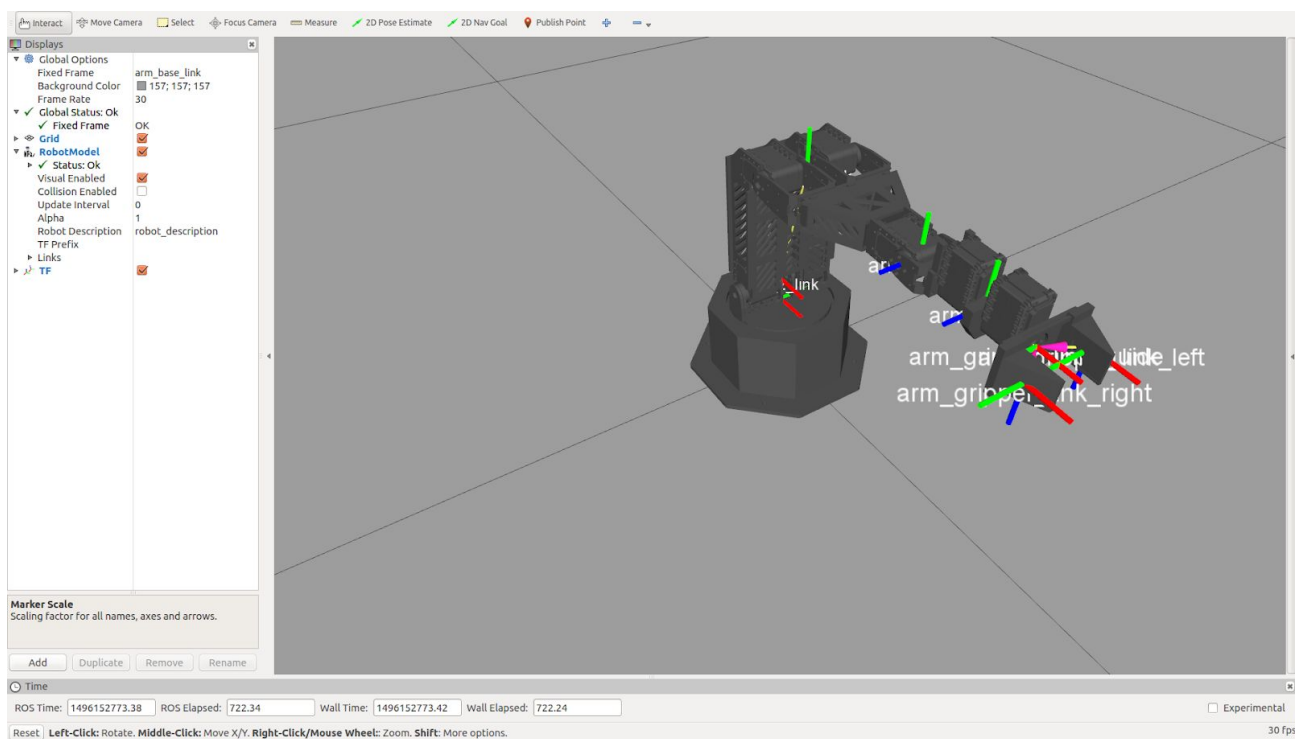 Interact Move Camera Select Focus Camera Measure 2D Pose Estimate 2D Nav Goal Publish Point
Displays
Global Options
Fixed Frame arm_base_link
Background Color 157; 157; 157
Frame Rate 30
Global Status: Ok
Fixed Frame OK
Grid
RobotModel
Status: Ok
Visual Enabled
Collision Enabled
Update Interval 0
Alpha 1
Robot Description robot_description
TF Prefix
Links
TF
_link
arm_gripper_link_right
Marker Scale
Scaling factor for all names, axes and arrows.
Add Duplicate Remove Rename
Time
ROS Time: 1496152773.38 ROS Elapsed: 722.34 Wall Time: 1496152773.42 Wall Elapsed: 722.24 Experimental
Reset Left-Click: Rotate. Middle-Click: Move X/Y. Right-Click/Mouse Wheel:: Zoom. Shift: More options. 30 fps